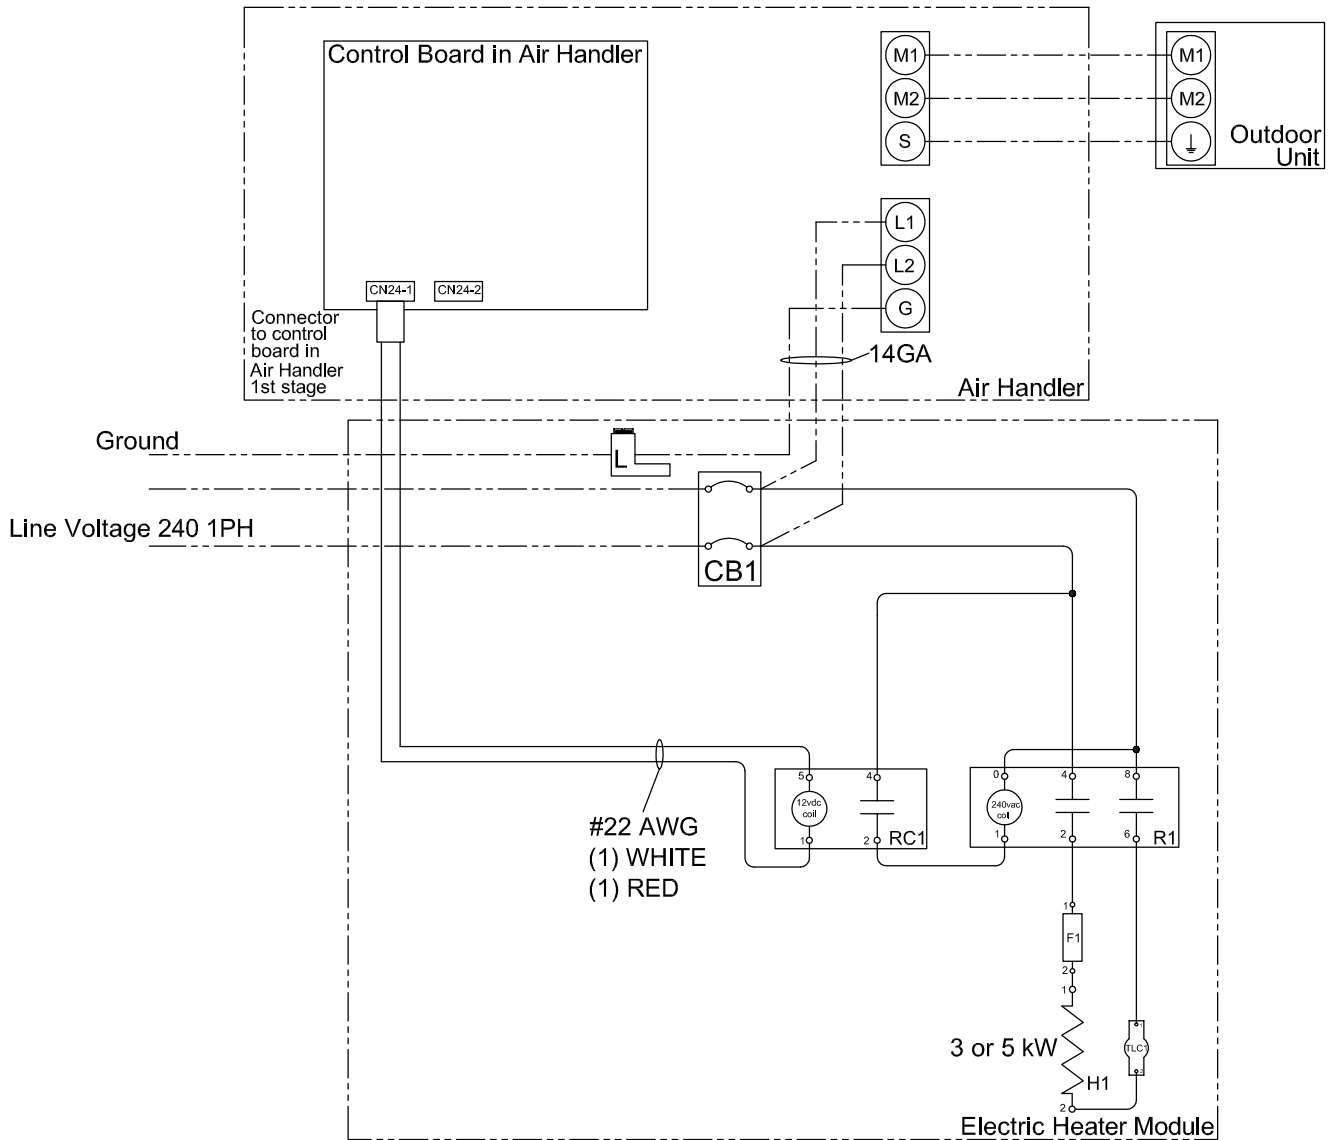 Control Board in Air Handler
CN24-1
CN24-2
Connector
to control
board in
Air Handler
1st stage
M1
M2
S
M1
M2
Outdoor
Unit
L1
L2
G
14GA
Air Handler
Ground
L
Line Voltage 240 1PH
CB1
#22 AWG
(1) WHITE
(1) RED
5
4
12vdc
coil
1
2
RC1
0
4
8
240vac
coil
1
2
6
R1
1
F1
2
1
3 or 5 kW
H1
2
1
TLC1
2
Electric Heater Module